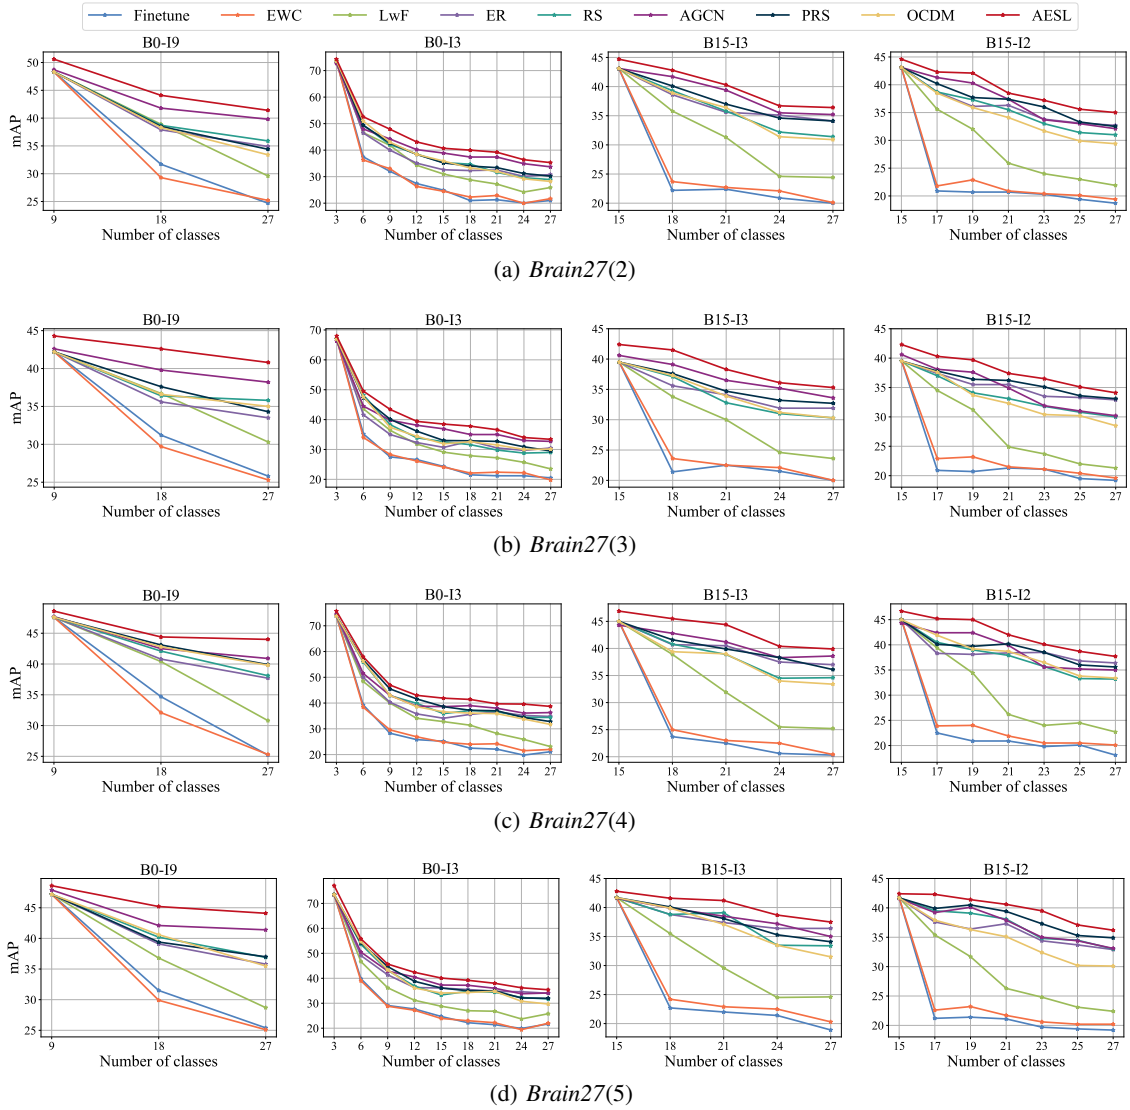 Finetune EWC LwF ER RS AGCN PRS OCDM AESL
B0-I9 B0-I3 B15-I3 B15-I2
mAP
50 45 40 35 30 25
9 18 27
Number of classes
70 60 50 40 30 20
3 6 9 12 15 18 21 24 27
Number of classes
45 40 35 30 25 20
15 18 21 24 27
Number of classes
45 40 35 30 25 20
15 17 19 21 23 25 27
Number of classes
(a) Brain27(2)
B0-I9 B0-I3 B15-I3 B15-I2
mAP
45 40 35 30 25
9 18 27
Number of classes
70 60 50 40 30 20
3 6 9 12 15 18 21 24 27
Number of classes
45 40 35 30 25 20
15 18 21 24 27
Number of classes
45 40 35 30 25 20
15 17 19 21 23 25 27
Number of classes
(b) Brain27(3)
B0-I9 B0-I3 B15-I3 B15-I2
mAP
45 40 35 30 25
9 18 27
Number of classes
70 60 50 40 30 20
3 6 9 12 15 18 21 24 27
Number of classes
45 40 35 30 25 20
15 18 21 24 27
Number of classes
45 40 35 30 25 20
15 17 19 21 23 25 27
Number of classes
(c) Brain27(4)
B0-I9 B0-I3 B15-I3 B15-I2
mAP
45 40 35 30 25
9 18 27
Number of classes
70 60 50 40 30 20
3 6 9 12 15 18 21 24 27
Number of classes
45 40 35 30 25 20
15 18 21 24 27
Number of classes
45 40 35 30 25 20
15 17 19 21 23 25 27
Number of classes
(d) Brain27(5)